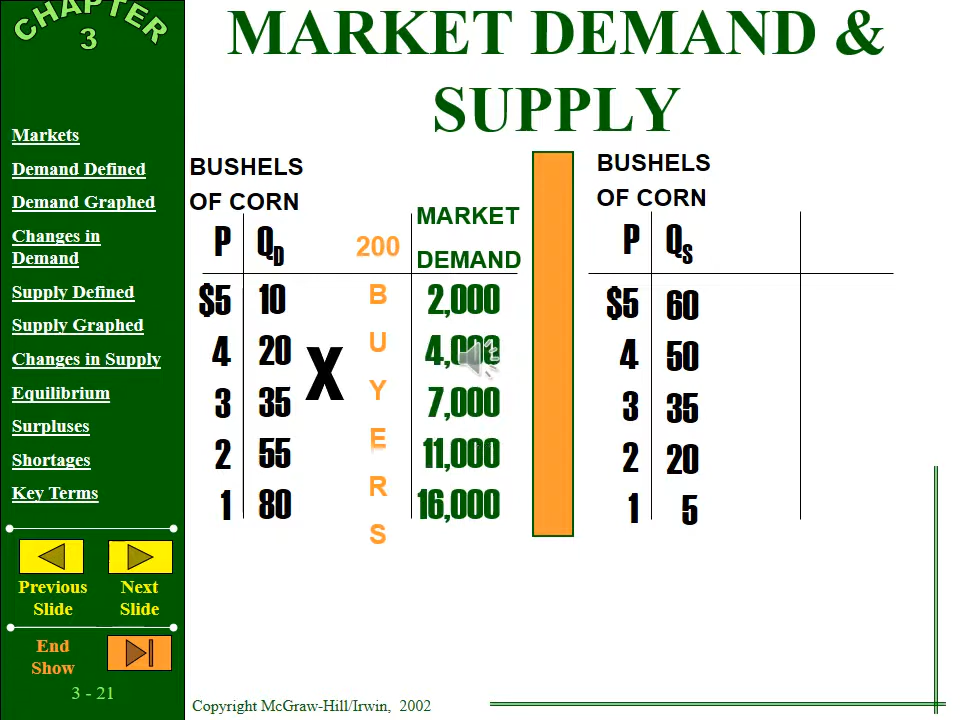 CHAPTER
3
MARKET DEMAND &
SUPPLY
Markets
Demand Defined
Demand Graphed
Changes in
Demand
Supply Defined
Supply Graphed
Changes in Supply
Equilibrium
Surpluses
Shortages
Key Terms
Previous
Slide
Next
Slide
End
Show
3 - 21
BUSHELS
OF CORN
P QD
$5 10
4 20
3 35
2 55
1 80
X
200
B
U
Y
E
R
S
MARKET
DEMAND
2,000
4,000
7,000
11,000
16,000
BUSHELS
OF CORN
P QS
$5 60
4 50
3 35
2 20
1 5
Copyright McGraw-Hill/Irwin, 2002